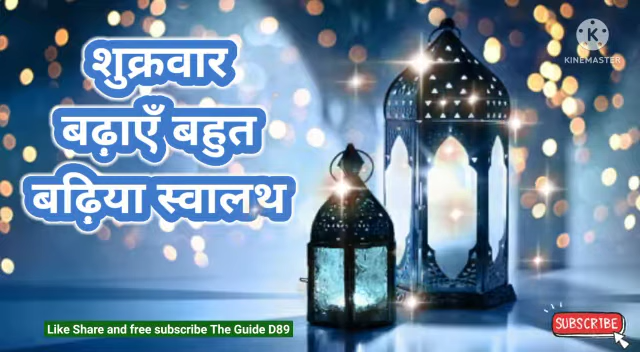 शुक्रवार
बढ़ाएँ बहुत
बढ़िया स्वालथ
K
KINEMASTER
Like Share and free subscribe The Guide D89
SUBSCRIBE